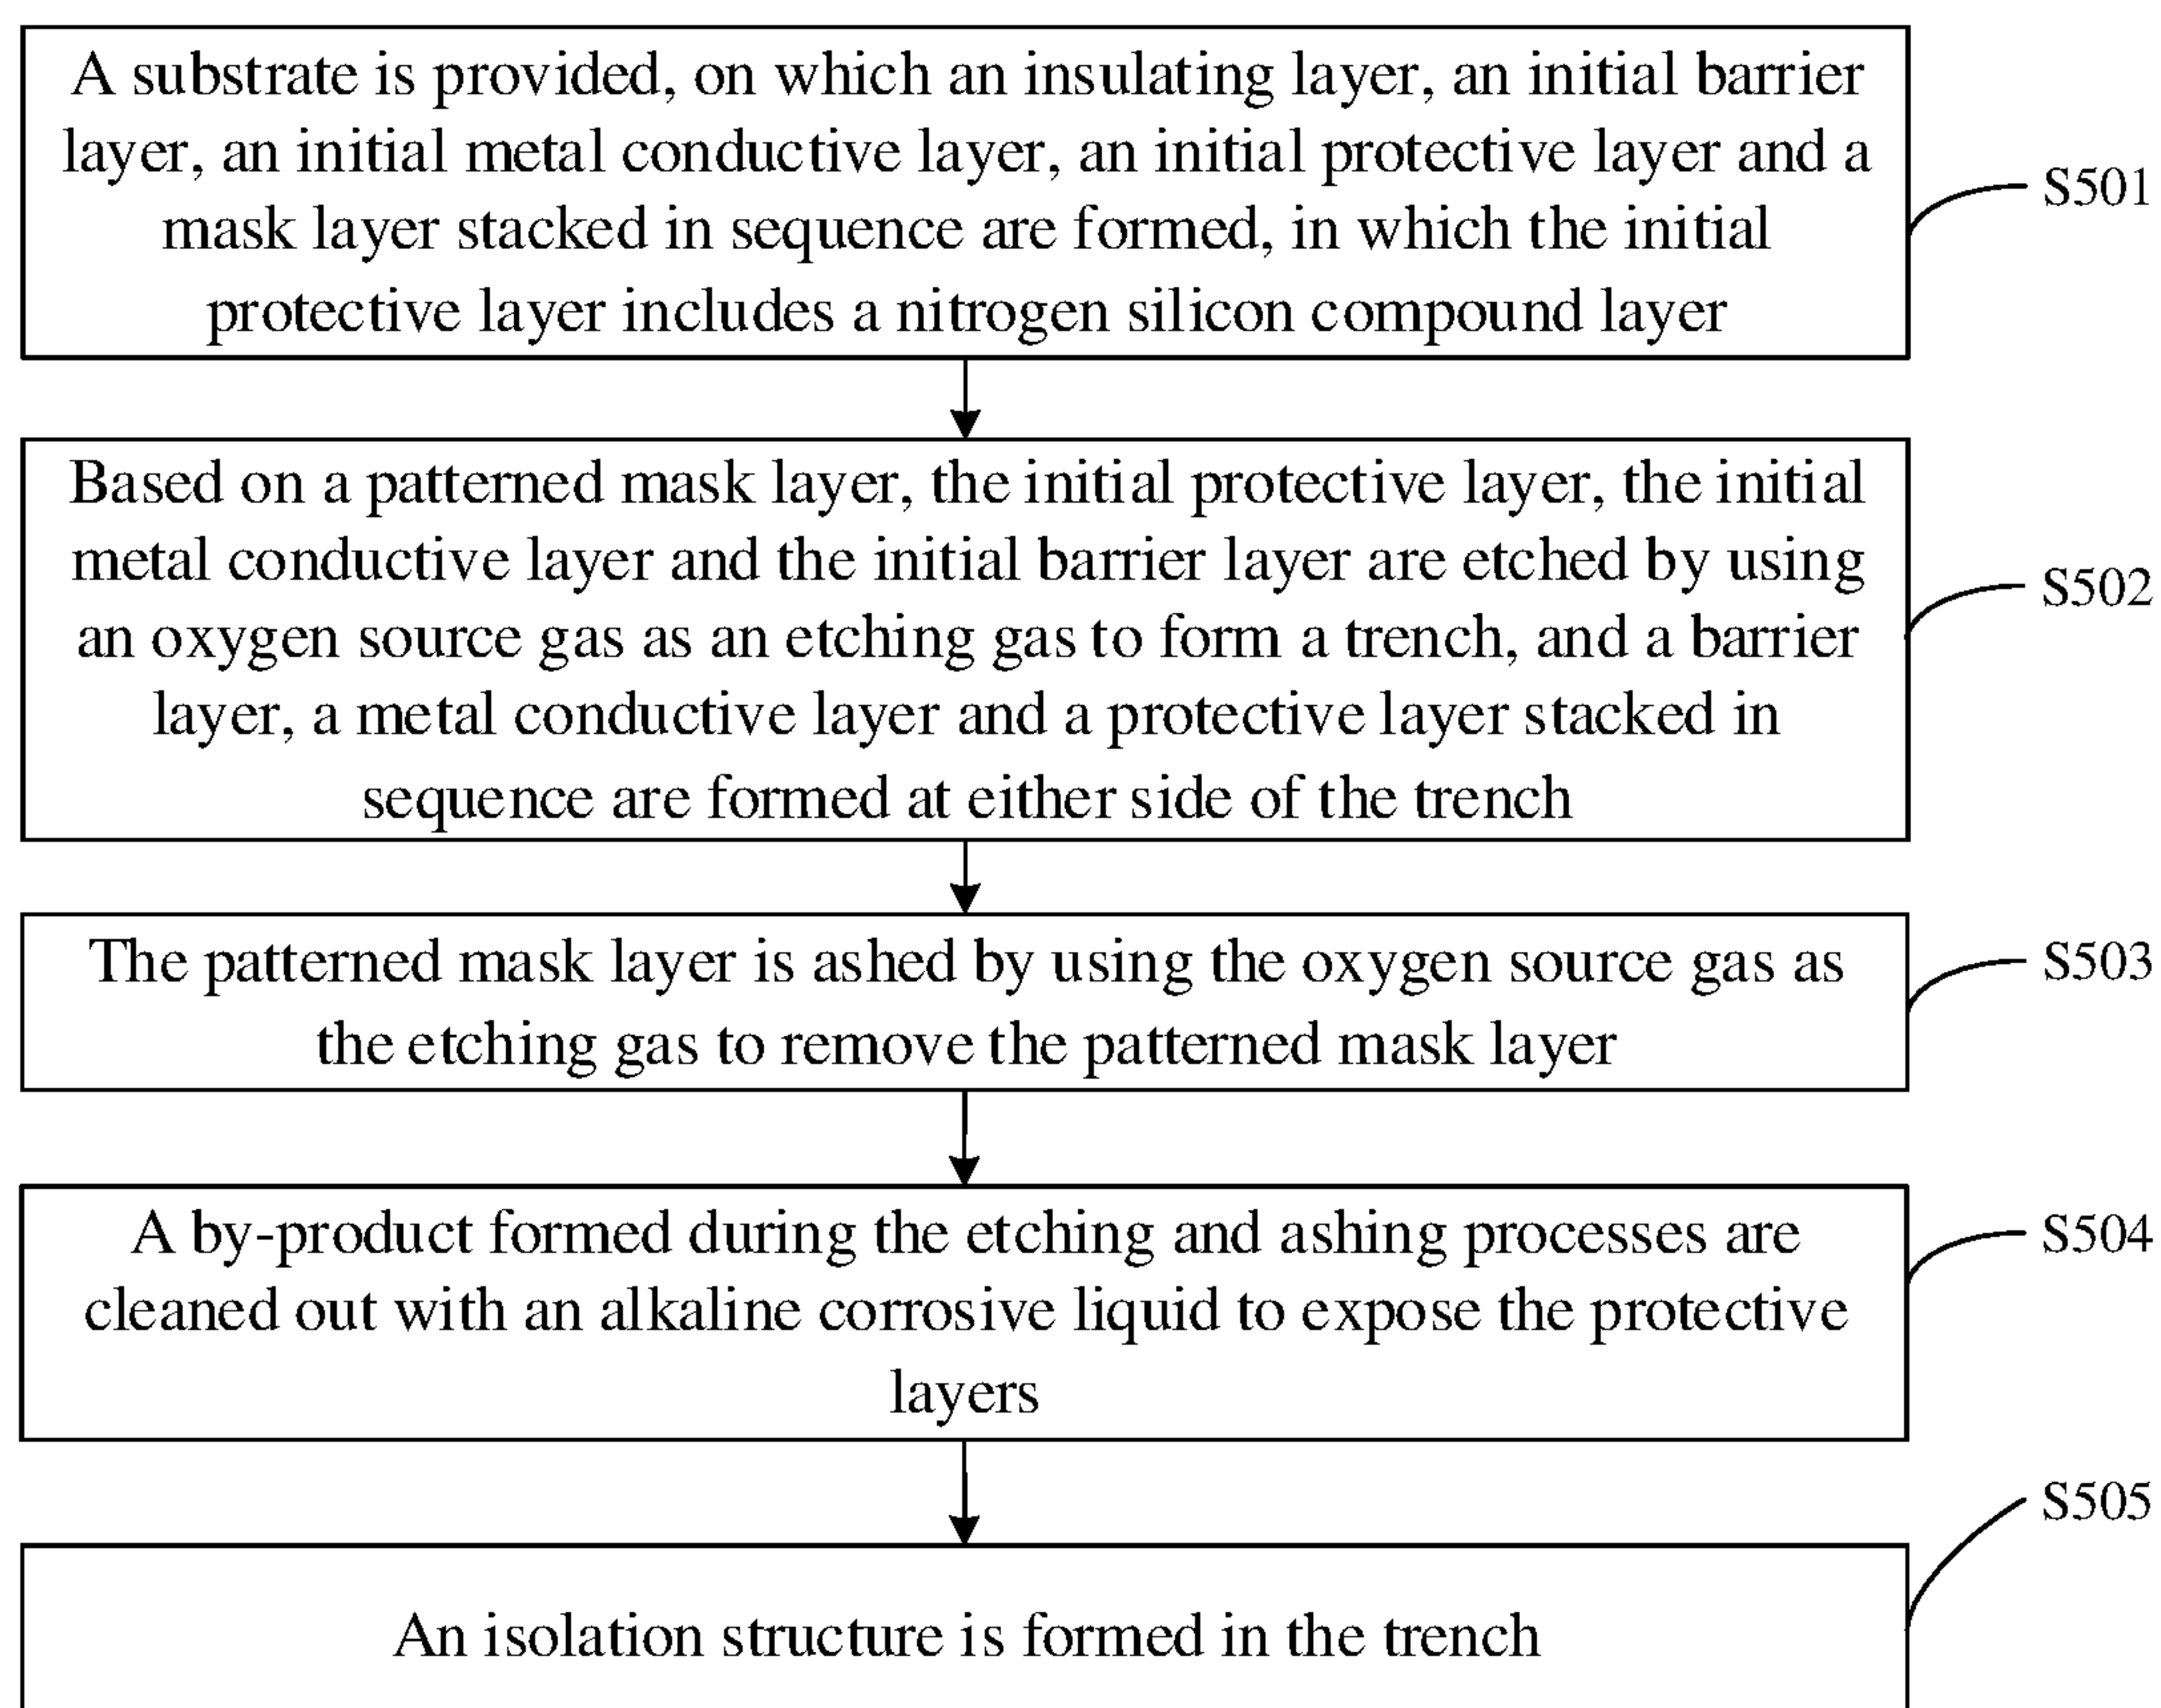 A substrate is provided, on which an insulating layer, an initial barrier
layer, an initial metal conductive layer, an initial protective layer and a
mask layer stacked in sequence are formed, in which the initial
protective layer includes a nitrogen silicon compound layer
S501
Based on a patterned mask layer, the initial protective layer, the initial
metal conductive layer and the initial barrier layer are etched by using
an oxygen source gas as an etching gas to form a trench, and a barrier
layer, a metal conductive layer and a protective layer stacked in
sequence are formed at either side of the trench
S502
The patterned mask layer is ashed by using the oxygen source gas as
the etching gas to remove the patterned mask layer
S503
A by-product formed during the etching and ashing processes are
cleaned out with an alkaline corrosive liquid to expose the protective
layers
S504
An isolation structure is formed in the trench
S505